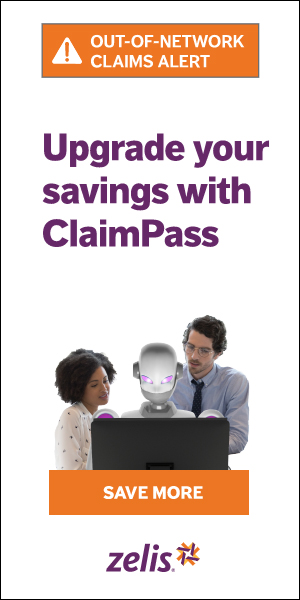 OUT-OF-NETWORK
CLAIMS ALERT
Upgrade your
savings with
ClaimPass
SAVE MORE
zelis®